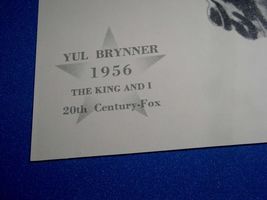 YUL BRYNNER
1956
THE KING AND I
20th Century-Fox